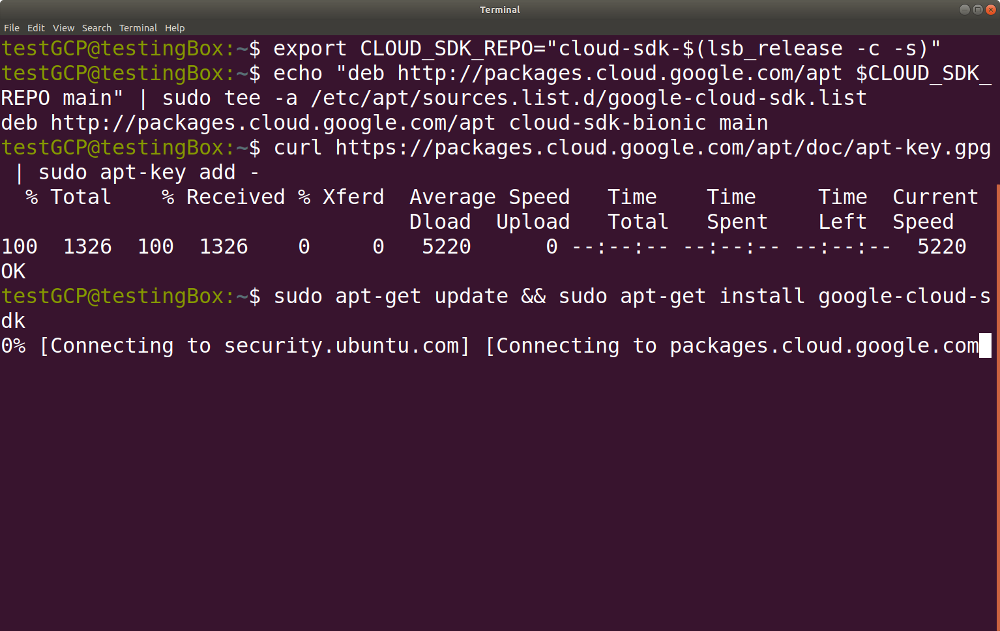 Terminal
File Edit View Search Terminal Help
testGCP@testingBox:~$ export CLOUD_SDK_REPO="cloud-sdk-$(lsb_release -c -s)"
testGCP@testingBox:~$ echo "deb http://packages.cloud.google.com/apt $CLOUD_SDK_
REPO main" | sudo tee -a /etc/apt/sources.list.d/google-cloud-sdk.list
deb http://packages.cloud.google.com/apt cloud-sdk-bionic main
testGCP@testingBox:~$ curl https://packages.cloud.google.com/apt/doc/apt-key.gpg
 | sudo apt-key add -
  % Total    % Received % Xferd  Average Speed   Time    Time     Time  Current
                                 Dload  Upload   Total   Spent    Left  Speed
100  1326  100  1326    0     0   5220      0 --:--:-- --:--:-- --:--:--  5220
OK
testGCP@testingBox:~$ sudo apt-get update && sudo apt-get install google-cloud-s
dk
0% [Connecting to security.ubuntu.com] [Connecting to packages.cloud.google.com